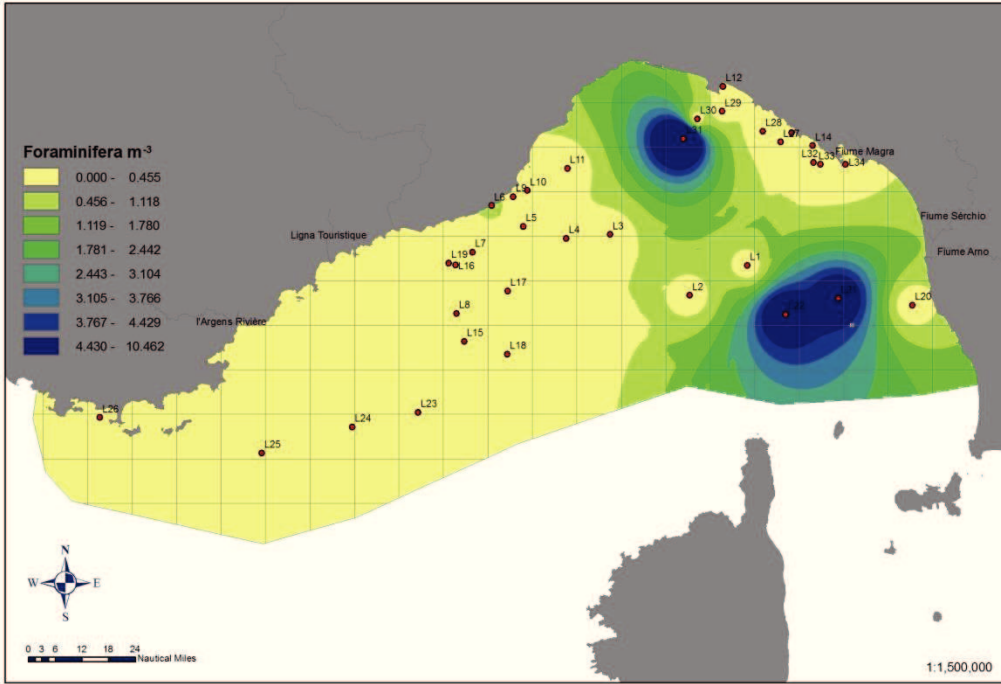 Foraminifera m-3
0.000 - 0.455
0.456 - 1.118
1.119 - 1.780
1.781 - 2.442
2.443 - 3.104
3.105 - 3.766
3.767 - 4.429
4.430 - 10.462
L12
L29
L30
L31
L28
L27
L14
Fiume Magra
L32
L33
L34
L11
L10
L9
L6
Fiume Sérchio
L5
L4
L3
Ligna Touristique
L7
Fiume Arno
L19
L16
L1
L17
L2
L21
L20
L8
L22
l'Argens Rivière
L15
L18
L26
L23
L24
L25
N
W E
S
0 3 6 12 18 24
Nautical Miles
1:1,500,000